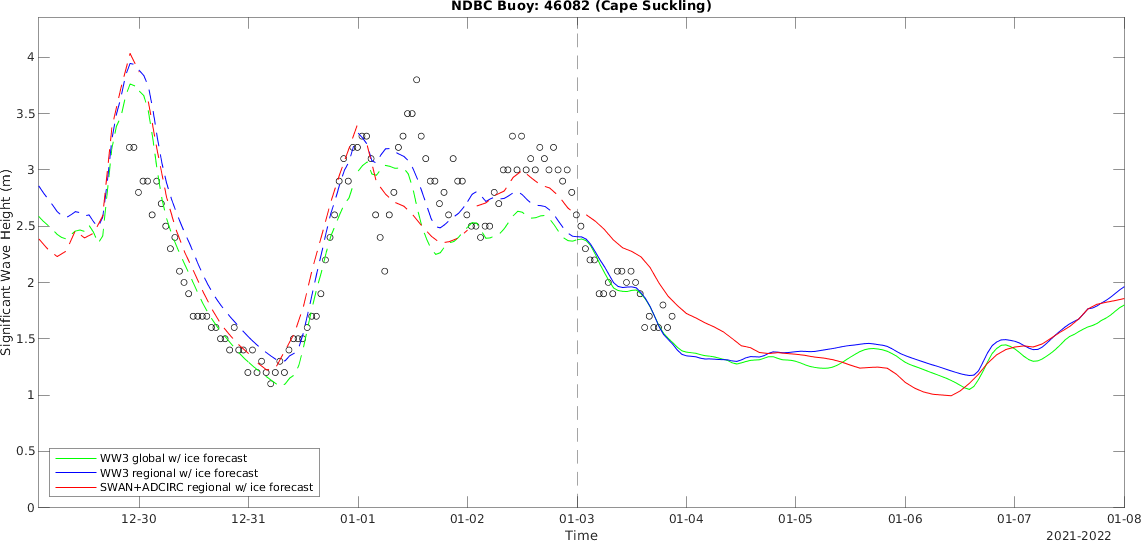 NDBC Buoy: 46082 (Cape Suckling)
Significant Wave Height (m)
4
3.5
3
2.5
2
1.5
1
0.5
0
WW3 global w/ ice forecast
WW3 regional w/ ice forecast
SWAN+ADCIRC regional w/ ice forecast
12-30 12-31 01-01 01-02 01-03 01-04 01-05 01-06 01-07 01-08
Time
2021-2022